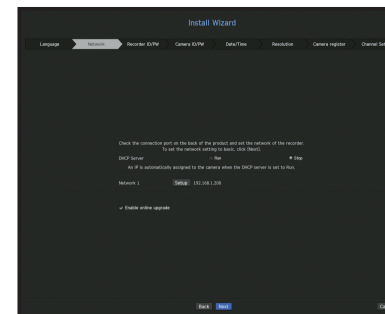 Install Wizard
Language Network Recorder ID/PW Camera ID/PW Date/Time Resolution Camera register Channel Set
Check the connection port on the back of the product and set the network of the recorder.
To set the network setting to basic, click [Next].
DHCP Server Run Stop
An IP is automatically assigned to the camera when the DHCP server is set to Run.
Network 1 Setup 192.168.1.200
Enable online upgrade
Back Next Ca